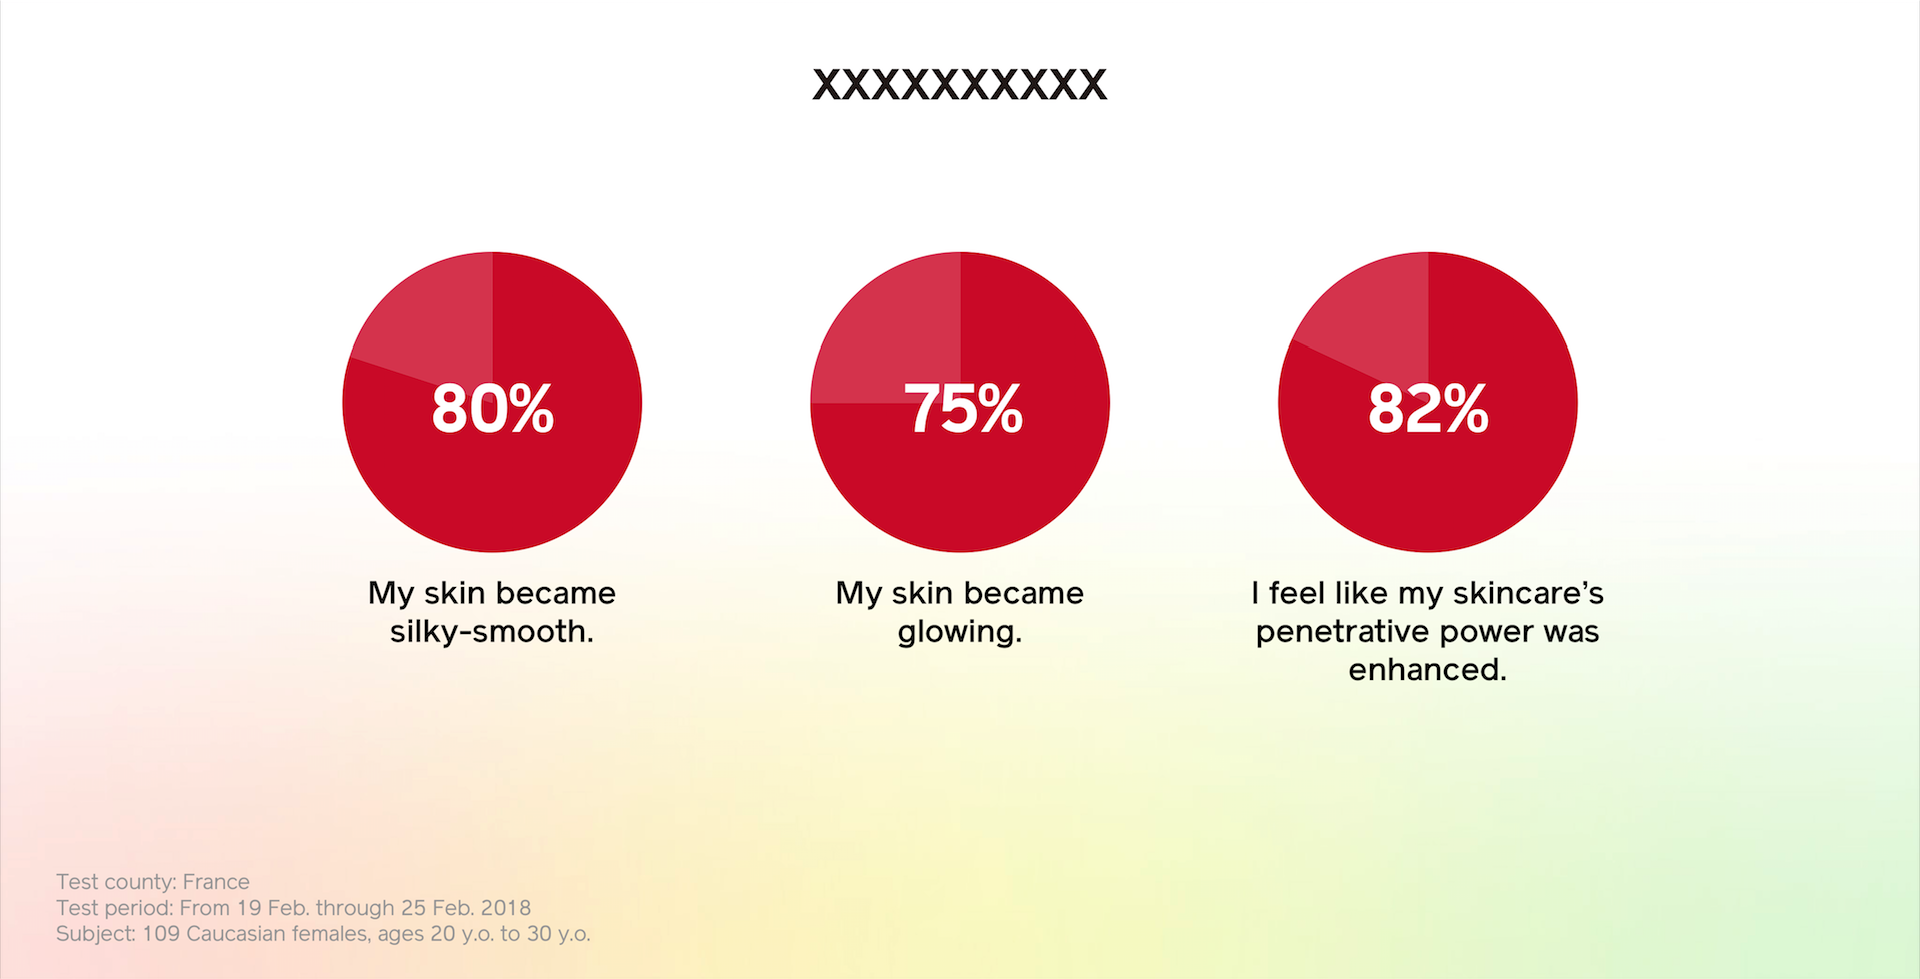 XXXXXXXXXX
80%
75%
82%
My skin became
silky-smooth.
My skin became
glowing.
I feel like my skincare’s
penetrative power was
enhanced.
Test county: France
Test period: From 19 Feb. through 25 Feb. 2018
Subject: 109 Caucasian females, ages 20 y.o. to 30 y.o.